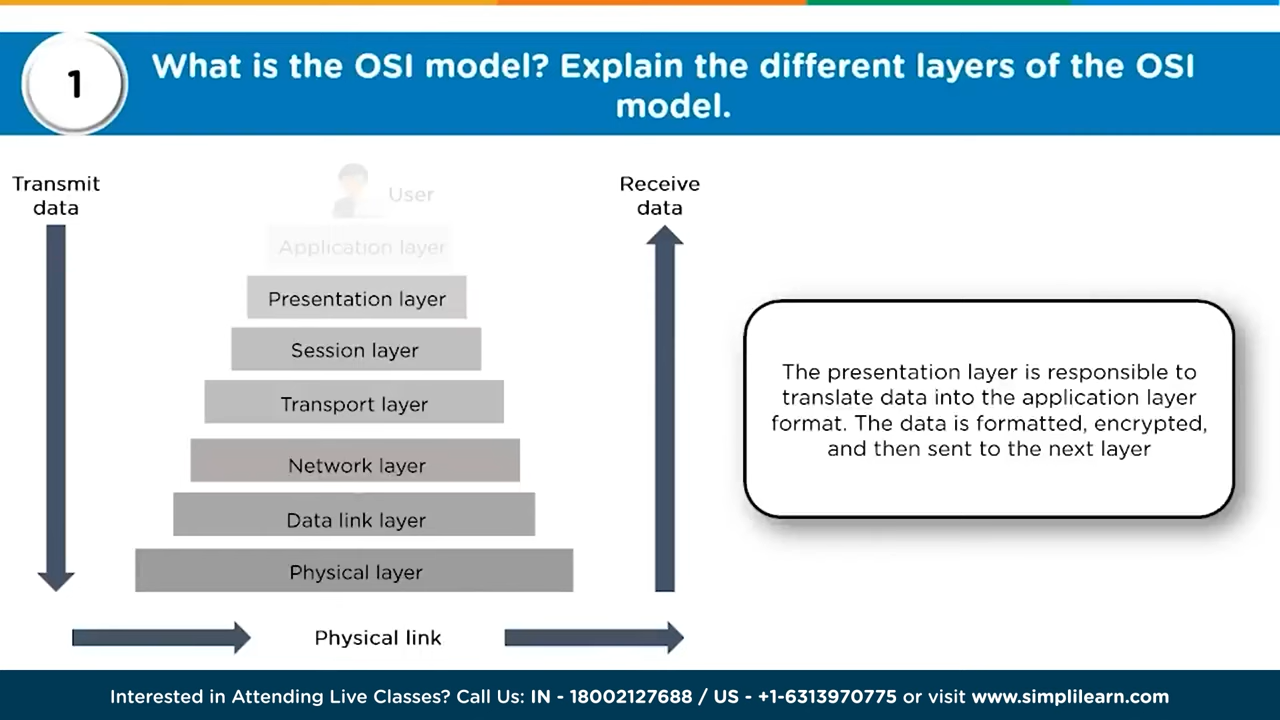 1
What is the OSI model? Explain the different layers of the OSI
model.
Transmit
data
User
Application layer
Presentation layer
Session layer
Transport layer
Network layer
Data link layer
Physical layer
Physical link
Receive
data
The presentation layer is responsible to
translate data into the application layer
format. The data is formatted, encrypted,
and then sent to the next layer
Interested in Attending Live Classes? Call Us: IN - 18002127688 / US - +1-6313970775 or visit www.simplilearn.com